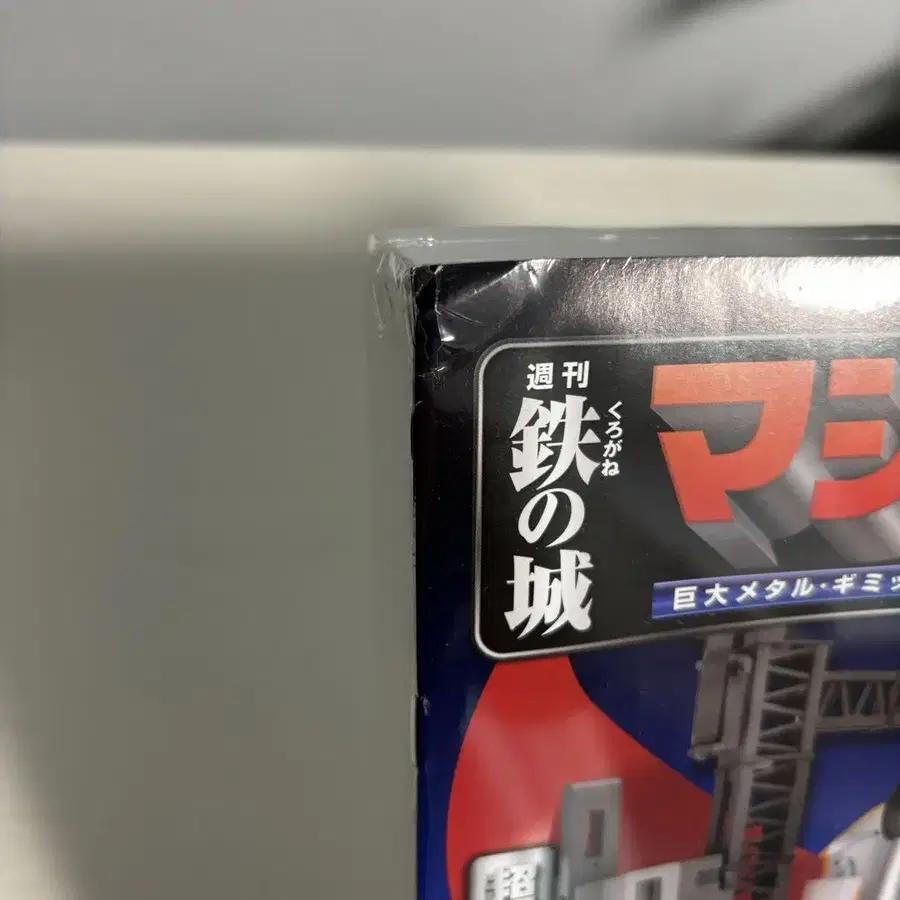 週刊
鉄の城
くろがね
マジ
巨大メタル・ギミッ
超